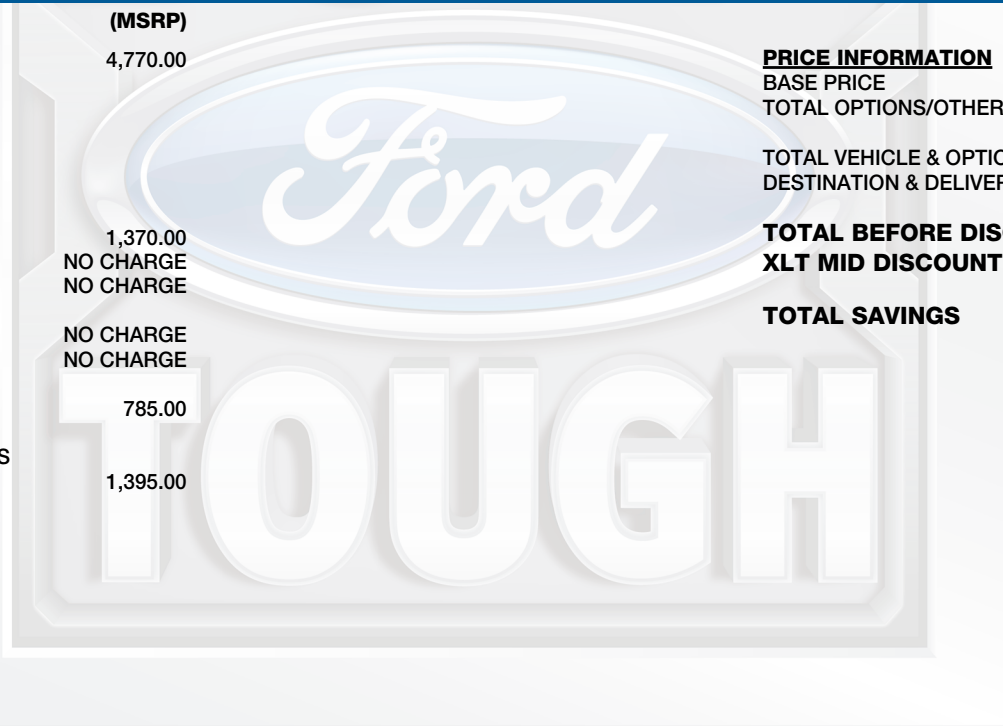 (MSRP)
4,770.00
1,370.00
NO CHARGE
NO CHARGE
NO CHARGE
NO CHARGE
785.00
S
1,395.00
PRICE INFORMATION
BASE PRICE
TOTAL OPTIONS/OTHER
TOTAL VEHICLE & OPTIO
DESTINATION & DELIVER
TOTAL BEFORE DISC
XLT MID DISCOUNT
TOTAL SAVINGS
Ford
TOUGH